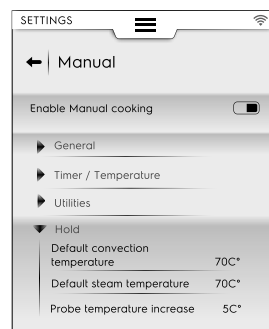 SETTINGS
Manual
Enable Manual cooking
General
Timer / Temperature
Utilities
Hold
Default convection
temperature 70C°
Default steam temperature 70C°
Probe temperature increase 5C°